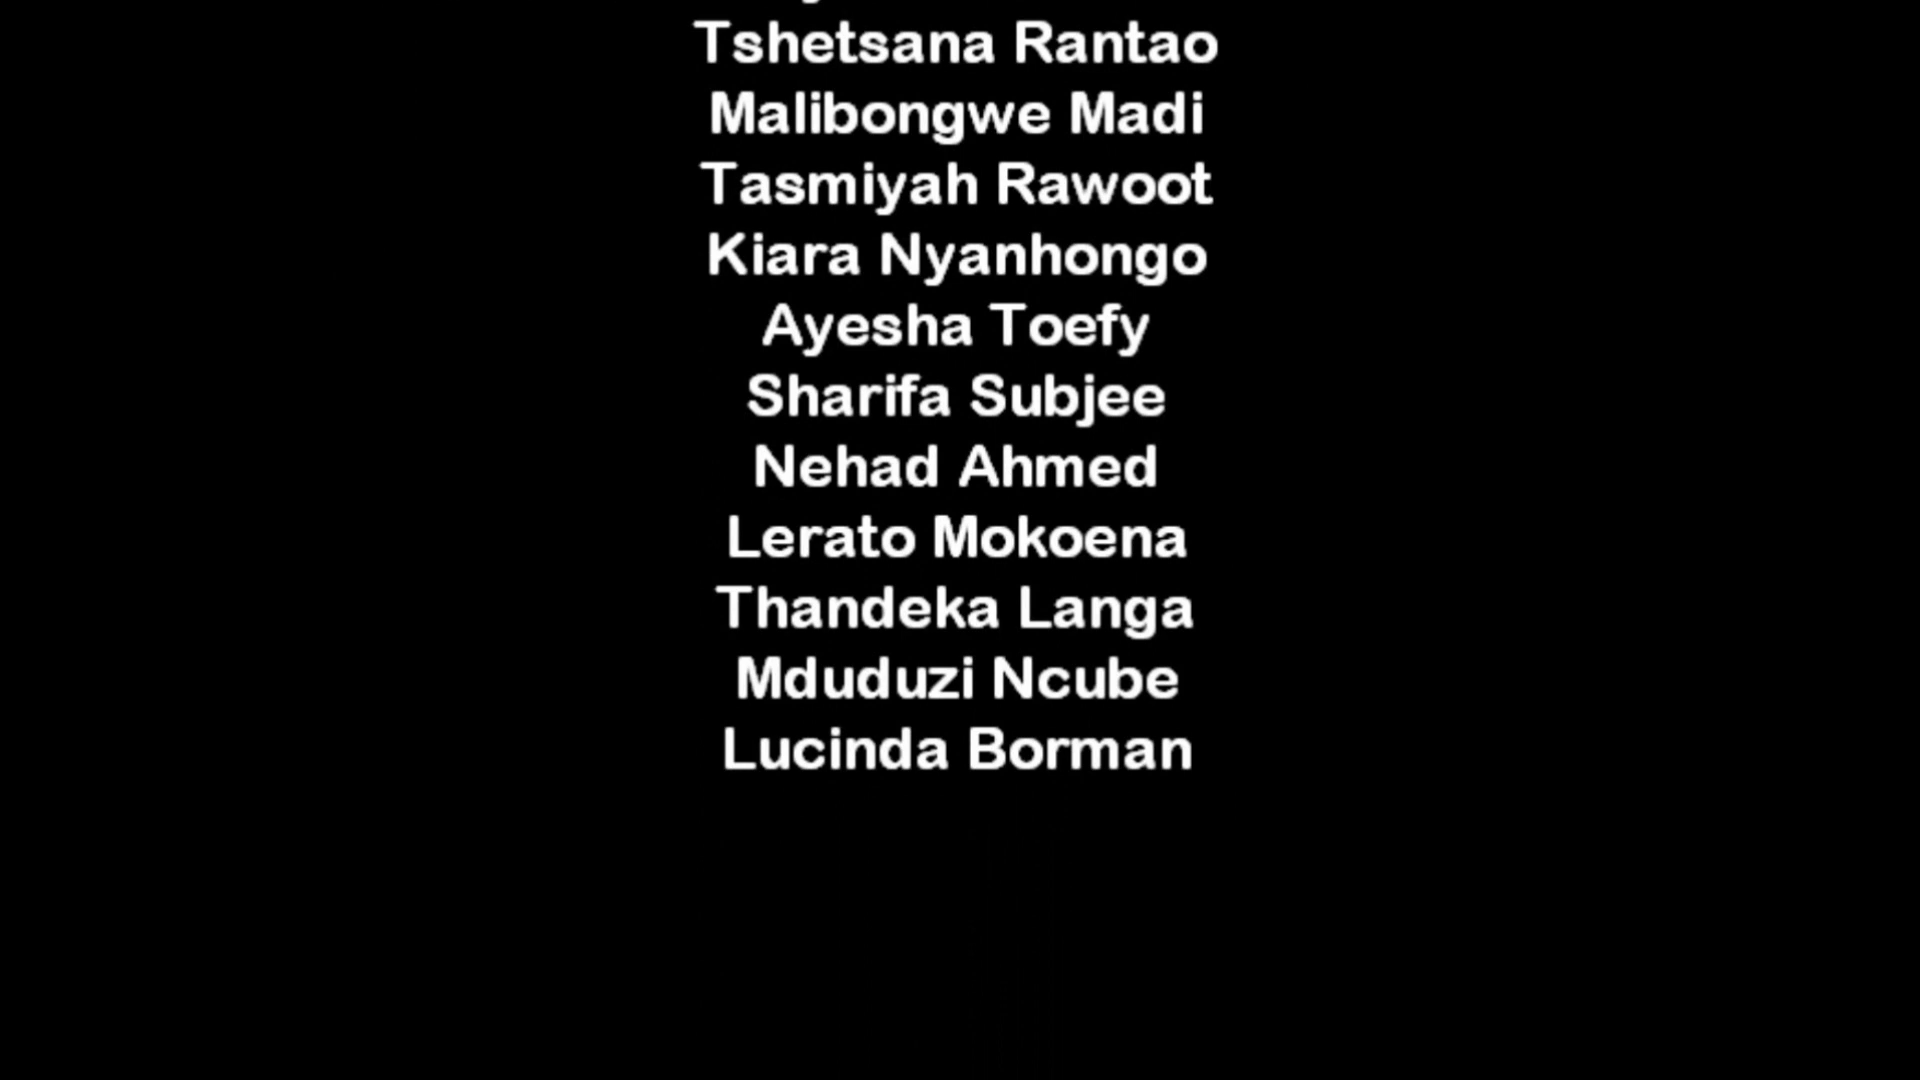 Tshetsana Rantao
Malibongwe Madi
Tasmiyah Rawoot
Kiara Nyanhongo
Ayesha Toefy
Sharifa Subjee
Nehad Ahmed
Lerato Mokoena
Thandeka Langa
Mduduzi Ncube
Lucinda Borman